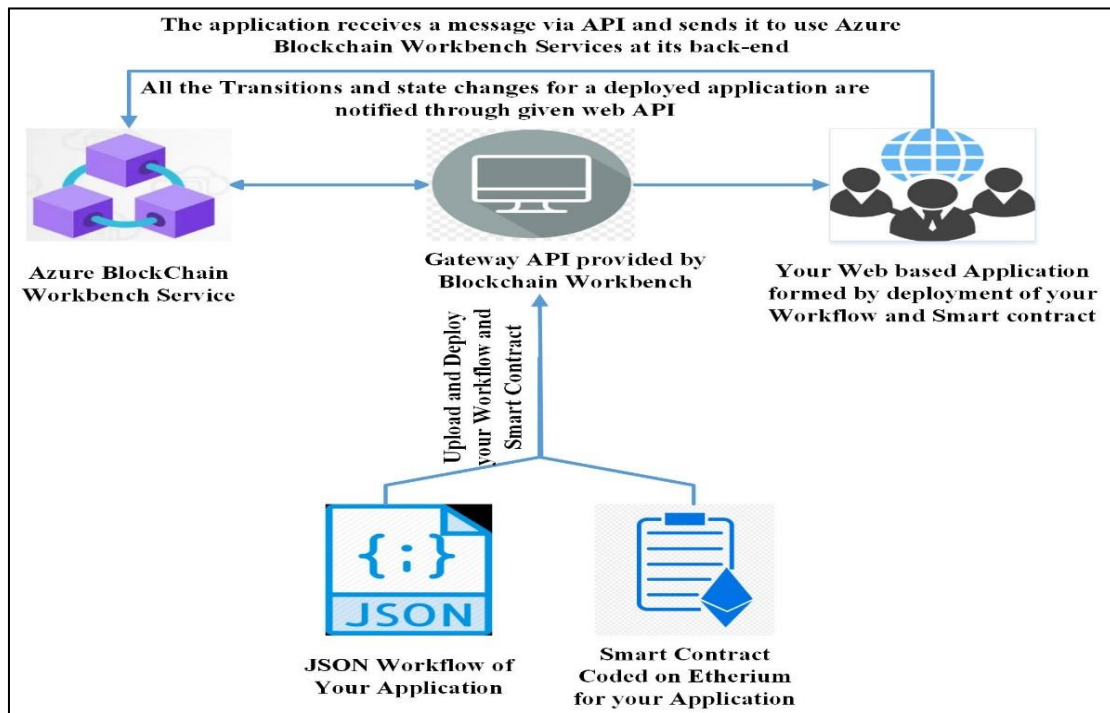 The application receives a message via API and sends it to use Azure
Blockchain Workbench Services at its back-end
All the Transitions and state changes for a deployed application are
notified through given web API
Azure BlockChain
Workbench Service
Gateway API provided by
Blockchain Workbench
Your Web based Application
formed by deployment of your
Workflow and Smart contract
Upload and Deploy
your Workflow and
Smart Contract
{;}
JSON
JSON Workflow of
Your Application
Smart Contract
Coded on Etherium
for your Application